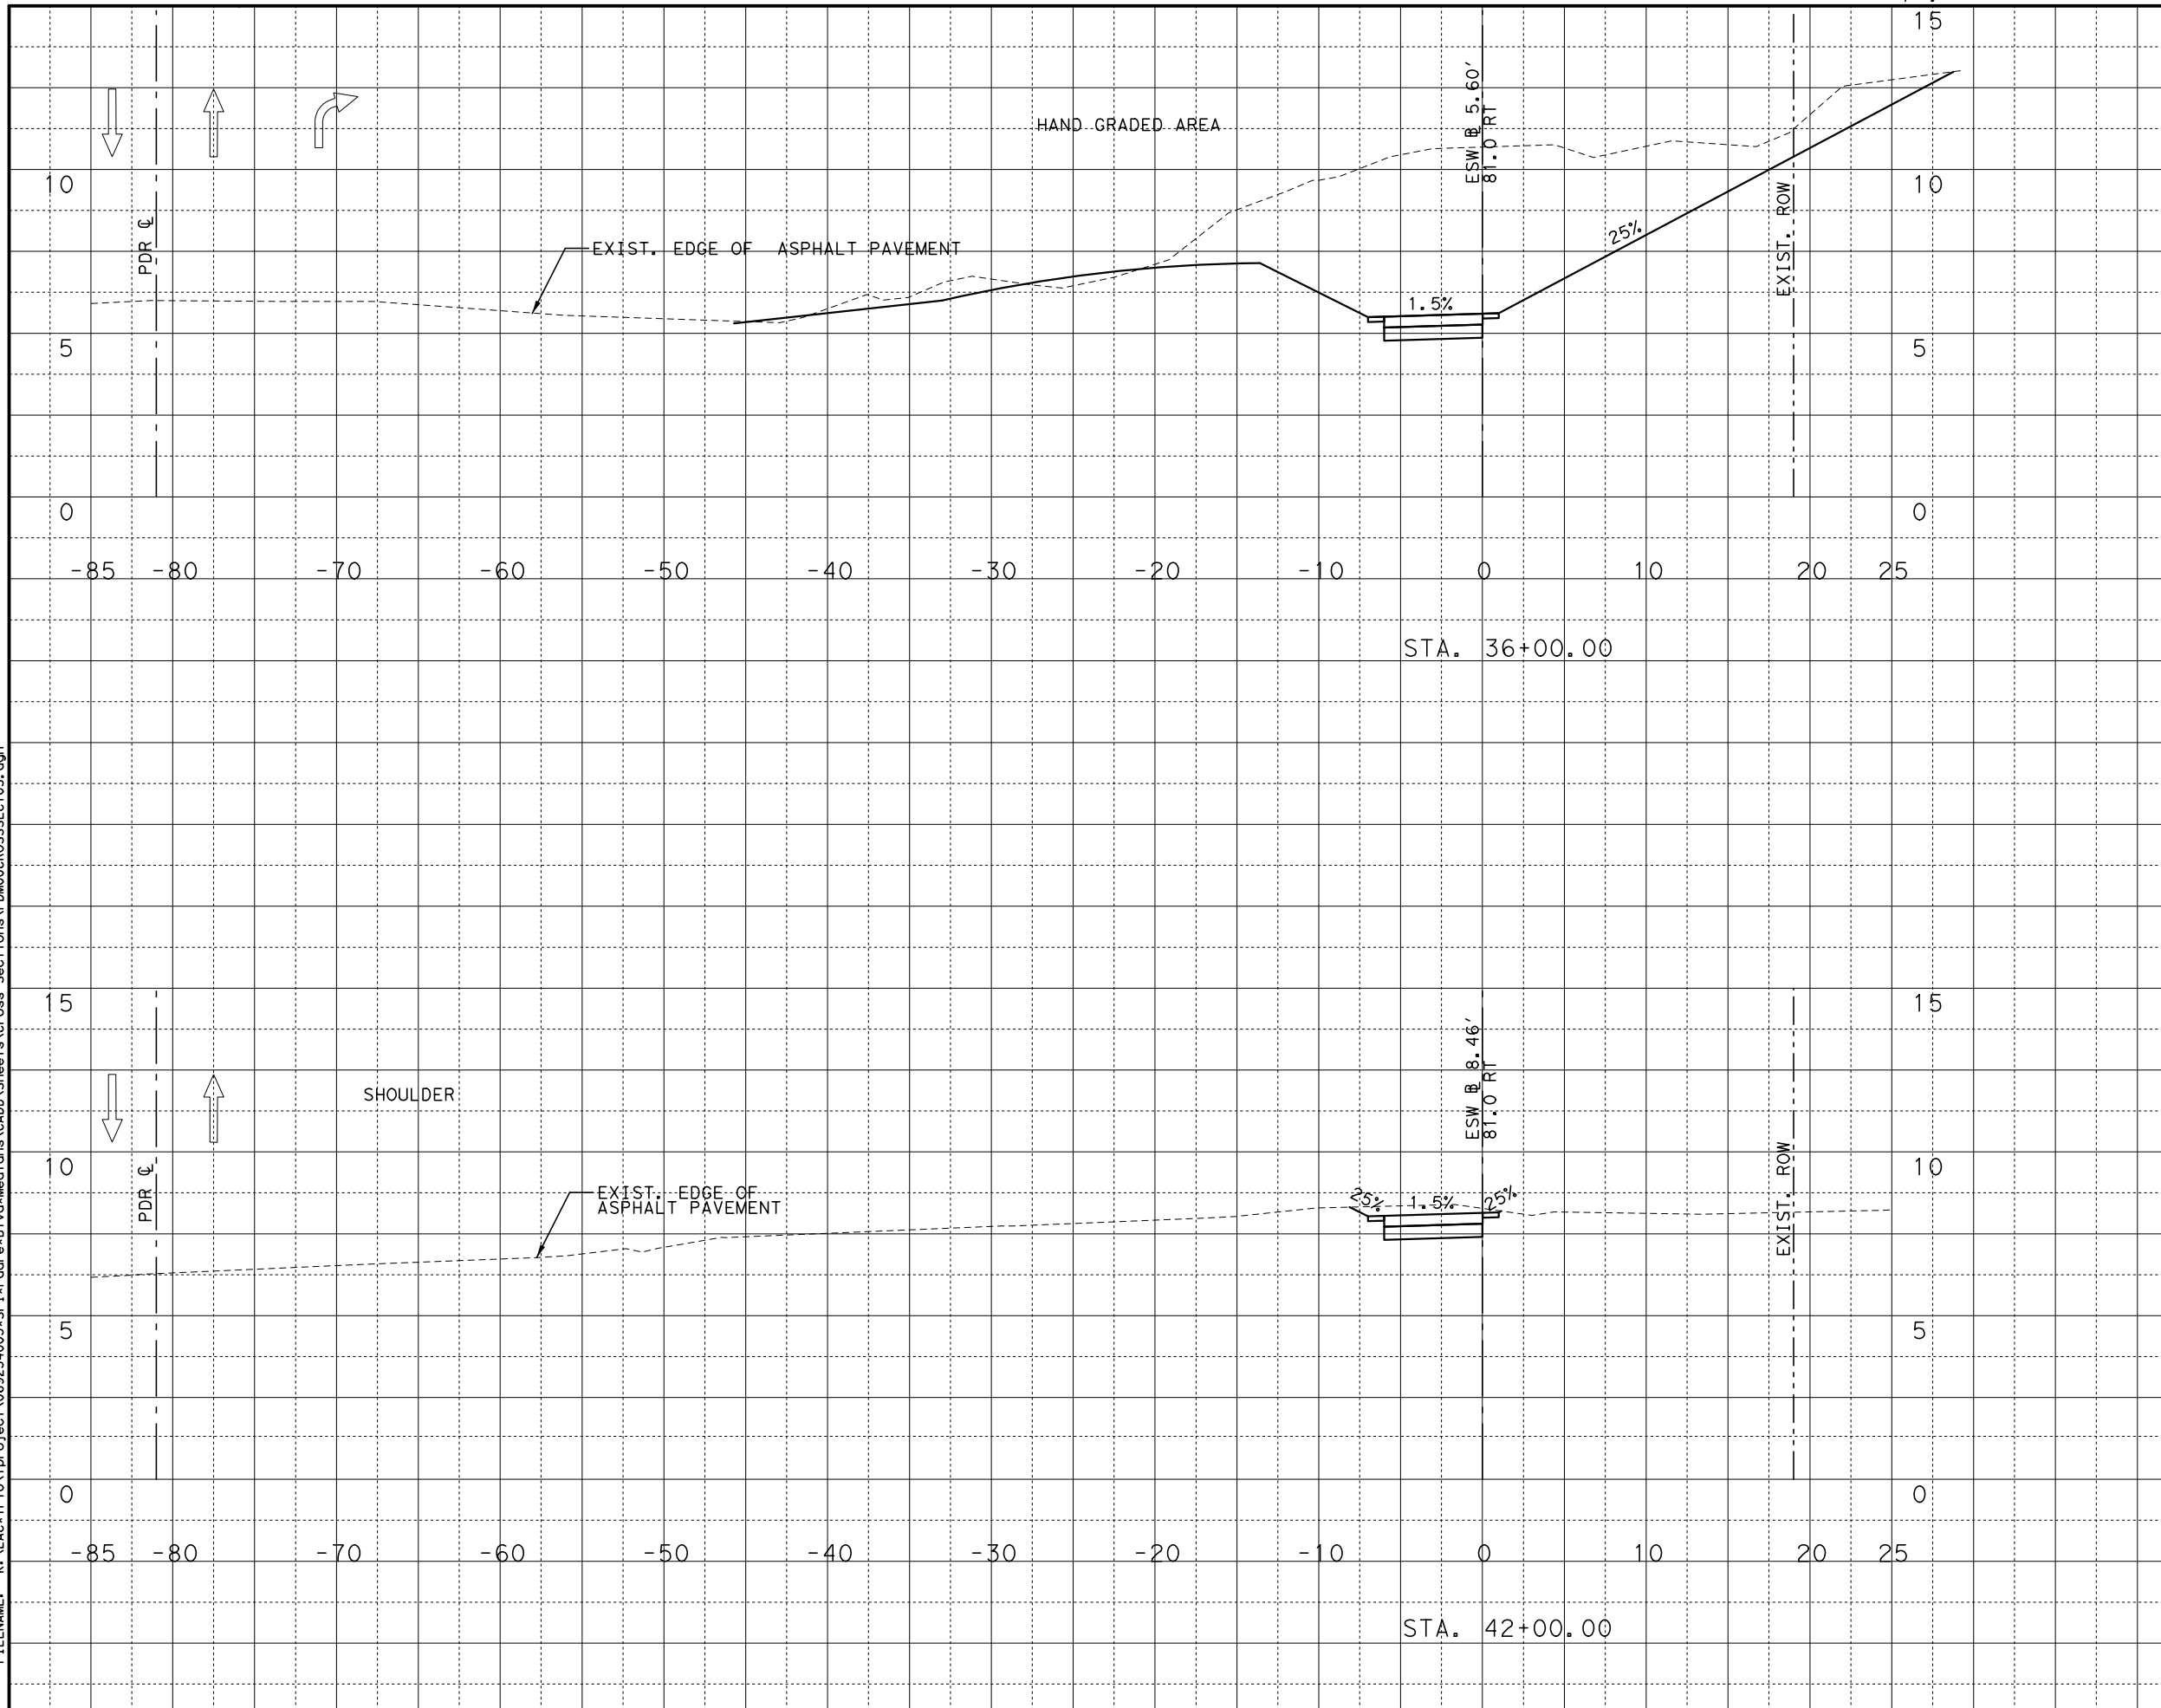 15
ESW BL 5.60'
81.0 RT
HAND GRADED AREA
10
10
PDR CL
EXIST. ROW
25%
EXIST. EDGE OF ASPHALT PAVEMENT
1.5%
5
5
0
0
-85 -80 -70 -60 -50 -40 -30 -20 -10 0 10 20 25
STA. 36+00.00
15
15
ESW BL 8.46'
81.0 RT
SHOULDER
10
10
PDR CL
EXIST. ROW
EXIST. EDGE OF
ASPHALT PAVEMENT
25%
1.5%
25%
5
5
0
0
-85 -80 -70 -60 -50 -40 -30 -20 -10 0 10 20 25
STA. 42+00.00